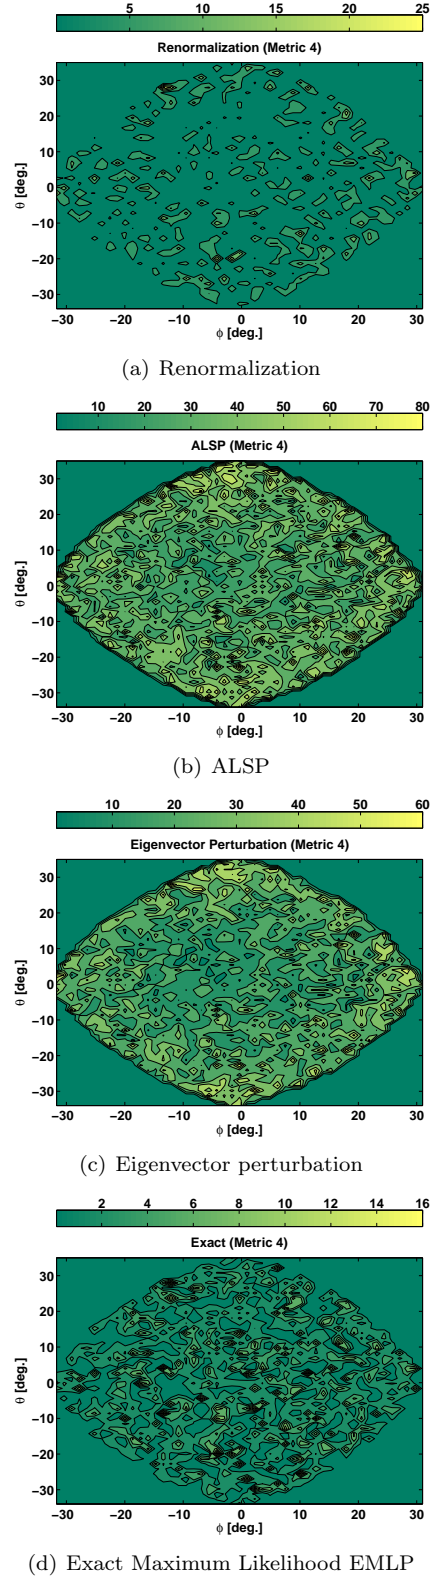 5 10 15 20 25
Renormalization (Metric 4)
30
20
10
0
−10
−20
−30
θ [deg.]
−30 −20 −10 0 10 20 30
ϕ [deg.]
(a) Renormalization
10 20 30 40 50 60 70 80
ALSP (Metric 4)
30
20
10
0
−10
−20
−30
θ [deg.]
−30 −20 −10 0 10 20 30
ϕ [deg.]
(b) ALSP
10 20 30 40 50 60
Eigenvector Perturbation (Metric 4)
30
20
10
0
−10
−20
−30
θ [deg.]
−30 −20 −10 0 10 20 30
ϕ [deg.]
(c) Eigenvector perturbation
2 4 6 8 10 12 14 16
Exact (Metric 4)
30
20
10
0
−10
−20
−30
θ [deg.]
−30 −20 −10 0 10 20 30
ϕ [deg.]
(d) Exact Maximum Likelihood EMLP